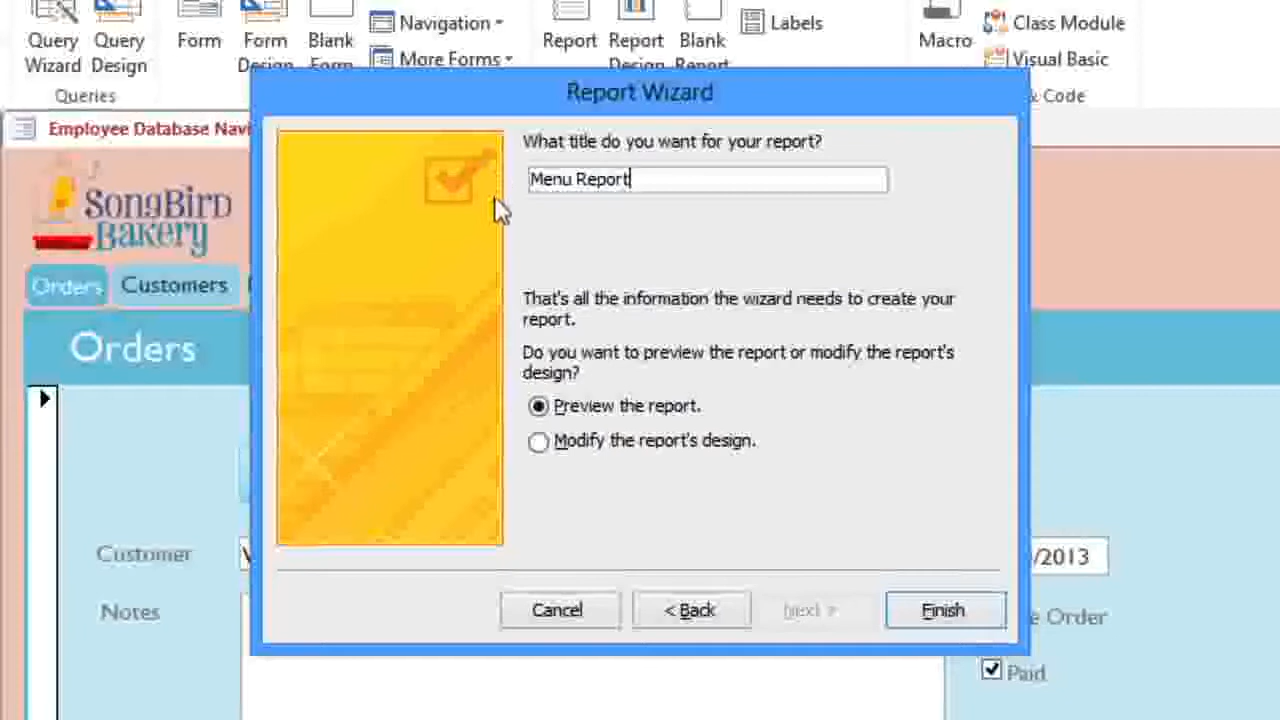 Query Wizard
Query Design
Form
Form Design
Blank Form
Navigation
More Forms
Report
Report Design
Blank Report
Labels
Macro
Class Module
Visual Basic
Queries
& Code
Report Wizard
Employee Database Navi
What title do you want for your report?
Menu Report
SongBird
Bakery
Orders
Customers
That's all the information the wizard needs to create your
report.
Orders
Do you want to preview the report or modify the report's
design?
Preview the report.
Modify the report's design.
Customer
/2013
Notes
Cancel
< Back
Next >
Finish
e Order
Paid